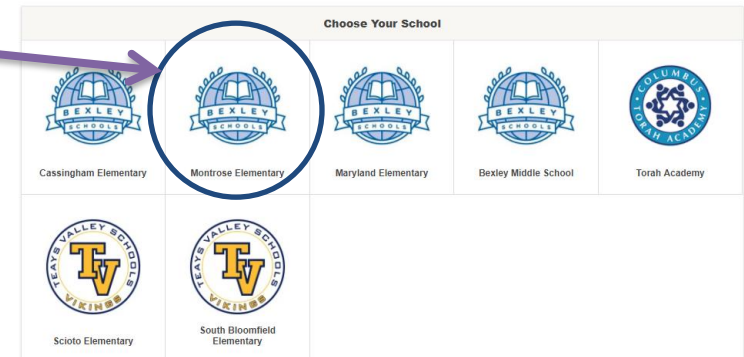 Choose Your School
BEXLEY
SCHOOLS
Cassingham Elementary
BEXLEY
SCHOOLS
Montrose Elementary
BEXLEY
SCHOOLS
Maryland Elementary
BEXLEY
SCHOOLS
Bexley Middle School
COLUMBUS
TORAH ACADEMY
Torah Academy
TEAYS VALLEY SCHOOLS
TV
VIKINGS
Scioto Elementary
TEAYS VALLEY SCHOOLS
TV
VIKINGS
South Bloomfield
Elementary